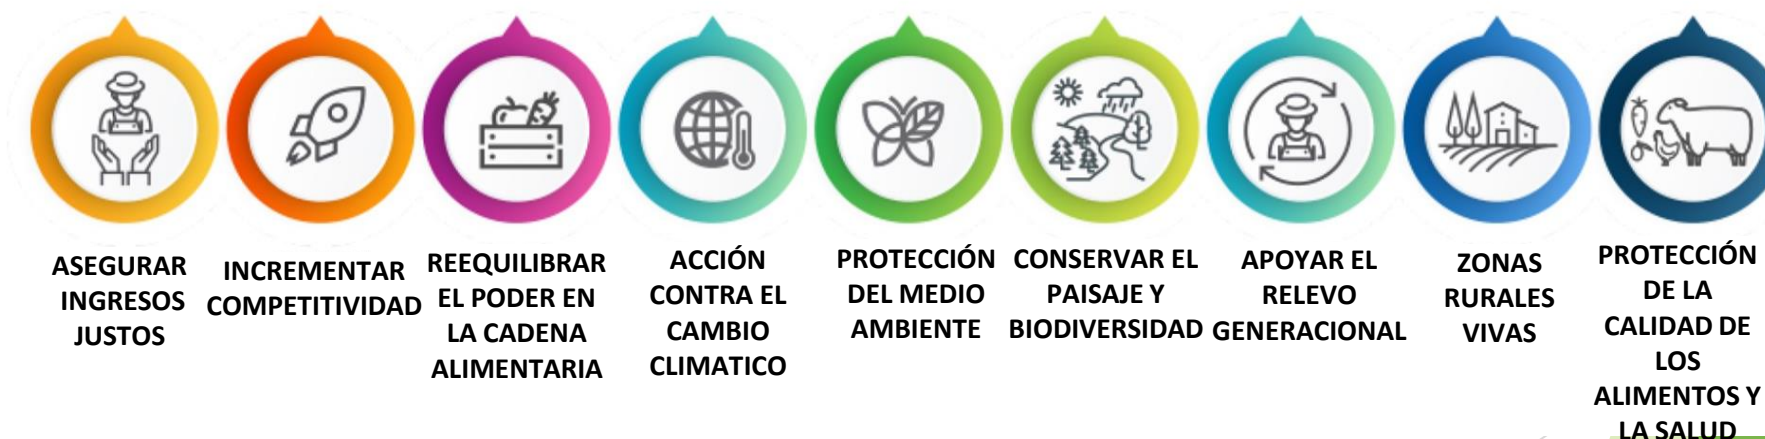 ASEGURAR
INGRESOS
JUSTOS
INCREMENTAR
COMPETITIVIDAD
REEQUILIBRAR
EL PODER EN
LA CADENA
ALIMENTARIA
ACCIÓN
CONTRA EL
CAMBIO
CLIMATICO
PROTECCIÓN
DEL MEDIO
AMBIENTE
CONSERVAR EL
PAISAJE Y
BIODIVERSIDAD
APOYAR EL
RELEVO
GENERACIONAL
ZONAS
RURALES
VIVAS
PROTECCIÓN
DE LA
CALIDAD DE
LOS
ALIMENTOS Y
LA SALUD